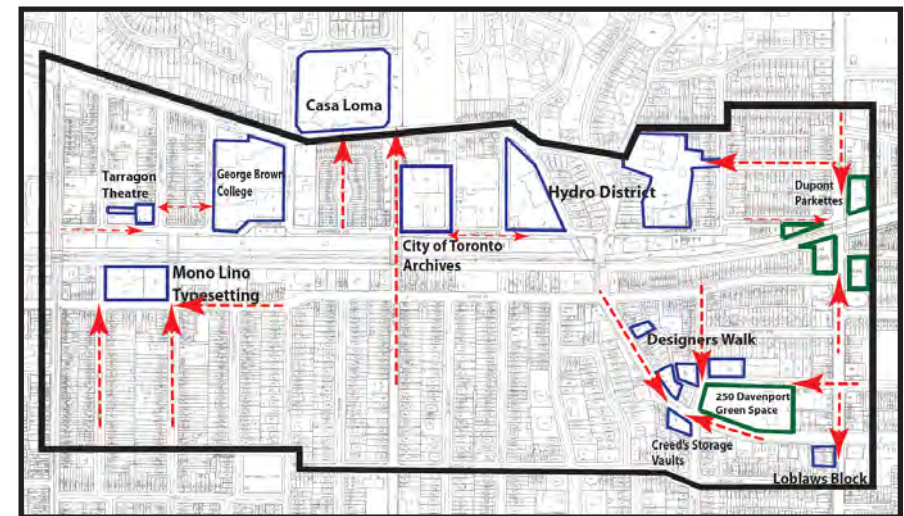 Casa Loma
Tarragon
Theatre
George Brown
College
Hydro District
Dupont
Parkettes
City of Toronto
Archives
Mono Lino
Typesetting
Designers Walk
250 Davenport
Green Space
Creed's Storage
Vaults
Loblaws Block